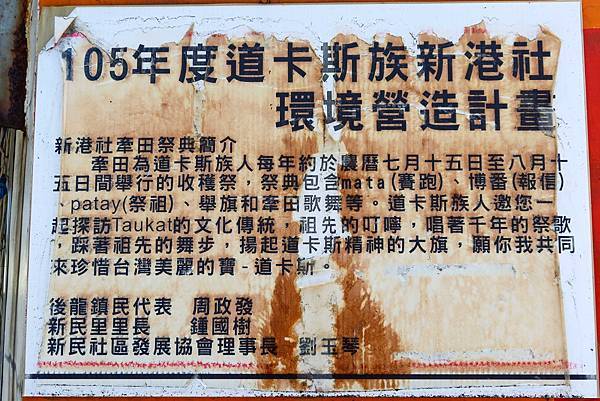 105年度道卡斯族新港社
環境營造計畫
新港社牽田祭典簡介
牽田為道卡斯族人每年約於農曆七月十五日至八月十
五日間舉行的收穫祭，祭典包含mata(賽跑)、博番(報信)
、patay(祭祖)、舉旗和牽田歌舞等。道卡斯族人邀您一
起探訪Taukat的文化傳統，祖先的叮嚀，唱著千年的祭歌
，踩著祖先的舞步，揚起道卡斯精神的大旗，願你我共同
來珍惜台灣美麗的寶-道卡斯。
後龍鎮民代表　周政發
新民里里長　鍾國樹
新民社區發展協會理事長　劉玉琴